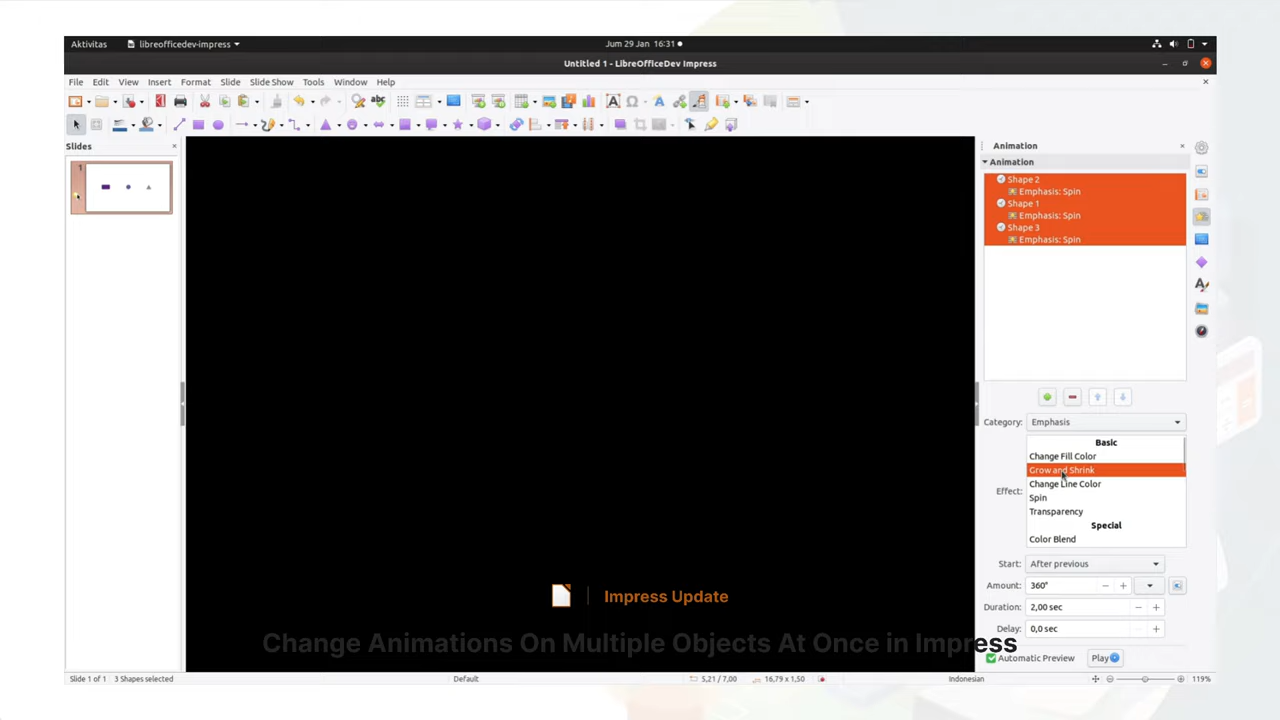 Aktivitas libreofficedev-impress Jum 29 Jan 16:31
Untitled 1 - LibreOfficeDev Impress
File Edit View Insert Format Slide Slide Show Tools Window Help
Slides
1
Animation
Animation
Shape 2
Emphasis: Spin
Shape 1
Emphasis: Spin
Shape 3
Emphasis: Spin
Category: Emphasis
Basic
Change Fill Color
Grow and Shrink
Change Line Color
Effect:
Spin
Transparency
Special
Color Blend
Start: After previous
Amount: 360°
Duration: 2,00 sec
Delay: 0,0 sec
Automatic Preview Play
Impress Update
Change Animations On Multiple Objects At Once in Impress
Slide 1 of 1 3 Shapes selected Default 5,21 / 7,00 16,79 x 1,50 Indonesian 119%